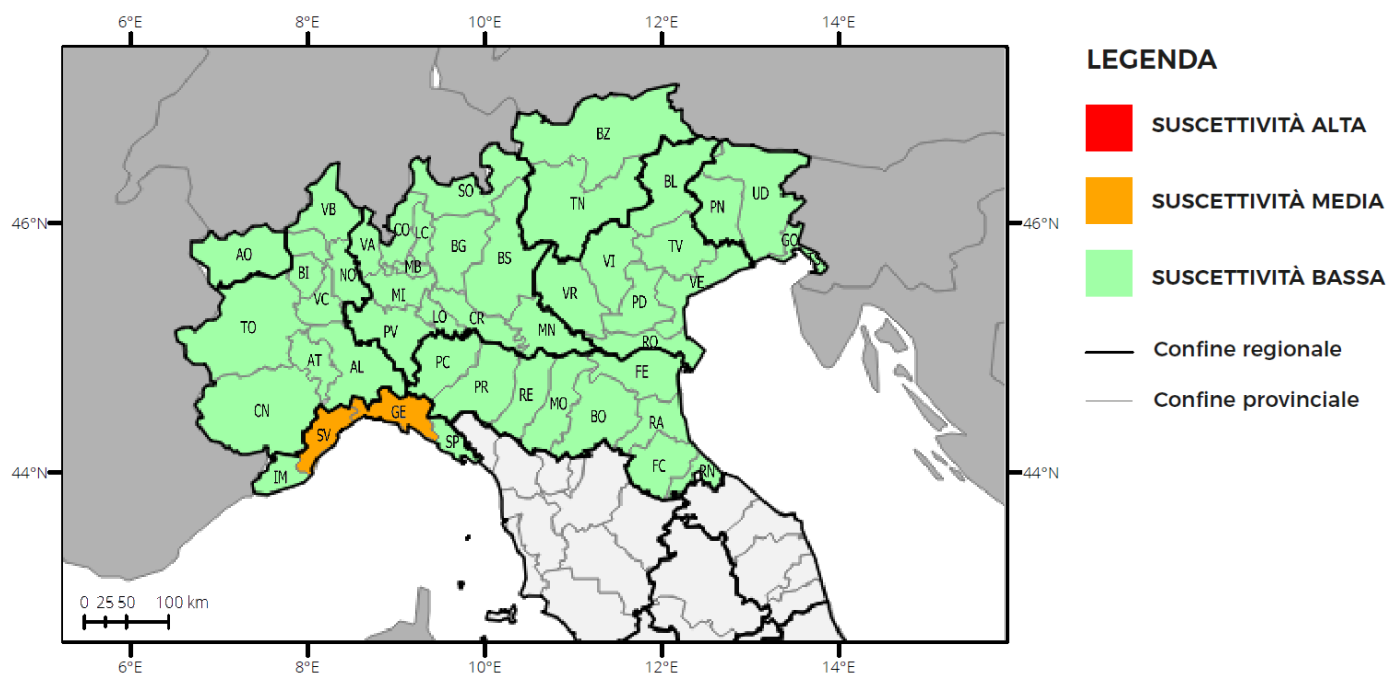 6°E 8°E 10°E 12°E 14°E
LEGENDA
SUSCETTIVITÀ ALTA
SUSCETTIVITÀ MEDIA
SUSCETTIVITÀ BASSA
Confine regionale
Confine provinciale
BZ
SO TN BL PN UD
46°N 46°N
VB VA CO LC GO
AO BI NO MB BG BS VI TV VE
VC MI VR PD
TO LO CR MN RO
PV
AT AL PC PR RE MO BO FE
CN SV GE SP RA
44°N 44°N
IM FC RN
0 25 50 100 km
6°E 8°E 10°E 12°E 14°E